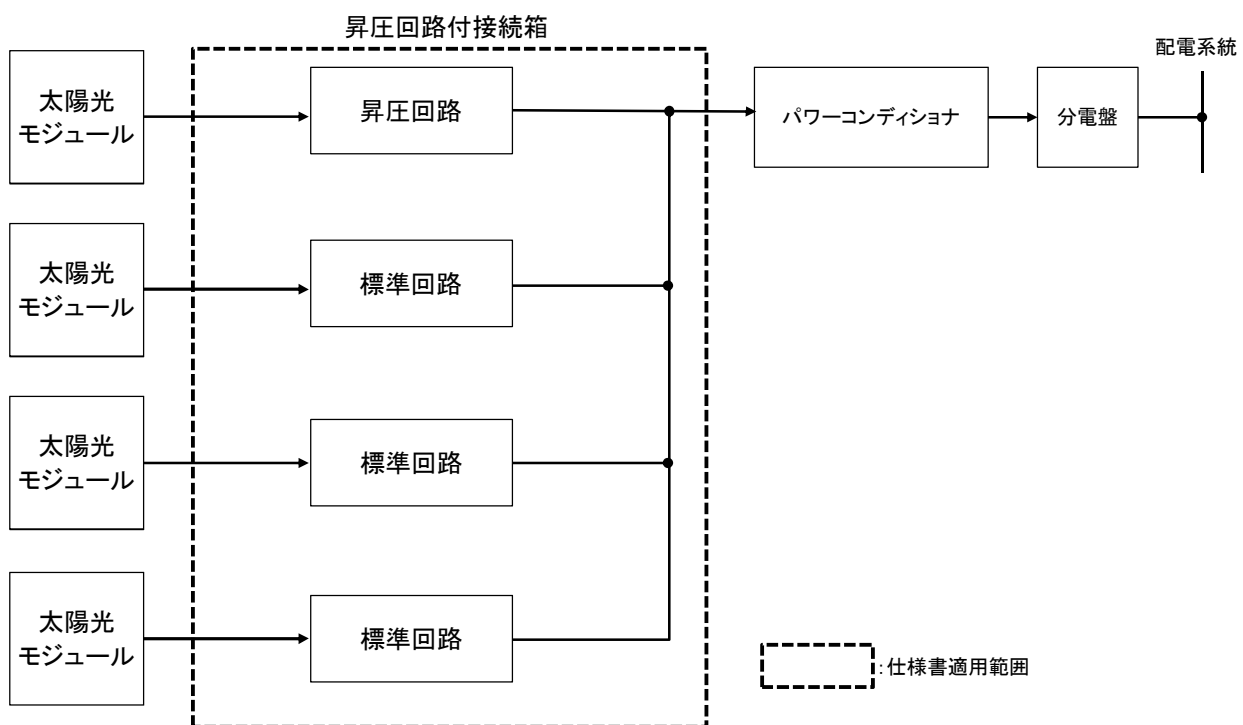 昇圧回路付接続箱
配電系統
太陽光
モジュール
昇圧回路
パワーコンディショナ
分電盤
太陽光
モジュール
標準回路
太陽光
モジュール
標準回路
太陽光
モジュール
標準回路
:仕様書適用範囲